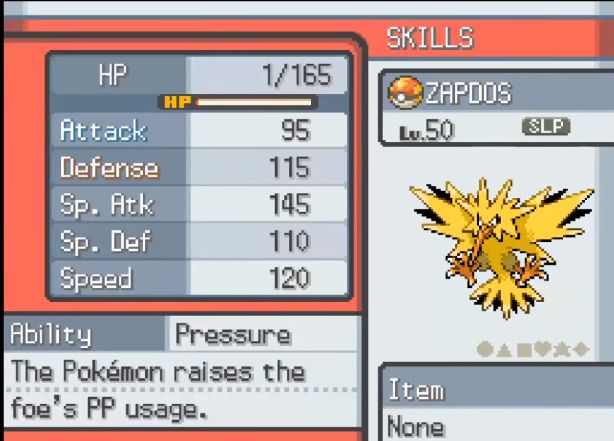 SKILLS
HP 1/165
HP
Attack 95
Defense 115
Sp. Atk 145
Sp. Def 110
Speed 120
ZAPDOS
Lv.50 SLP
Ability Pressure
The Pokémon raises the
foe's PP usage.
Item
None